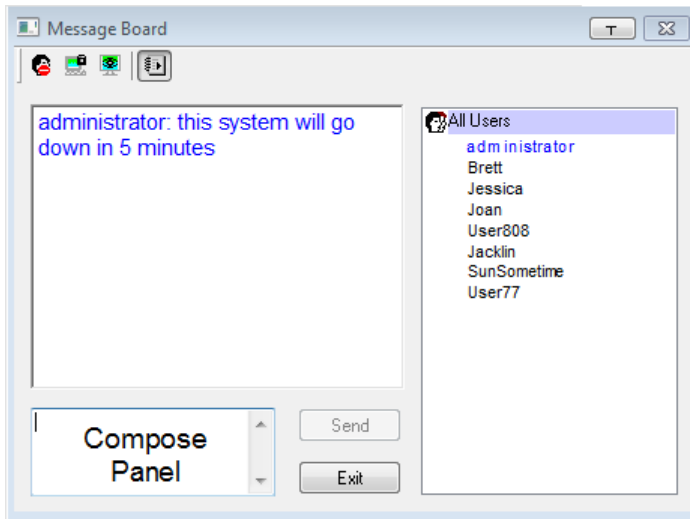 Message Board
T
administrator: this system will go
down in 5 minutes
All Users
administrator
Brett
Jessica
Joan
User808
Jacklin
SunSometime
User77
Compose
Panel
Send
Exit